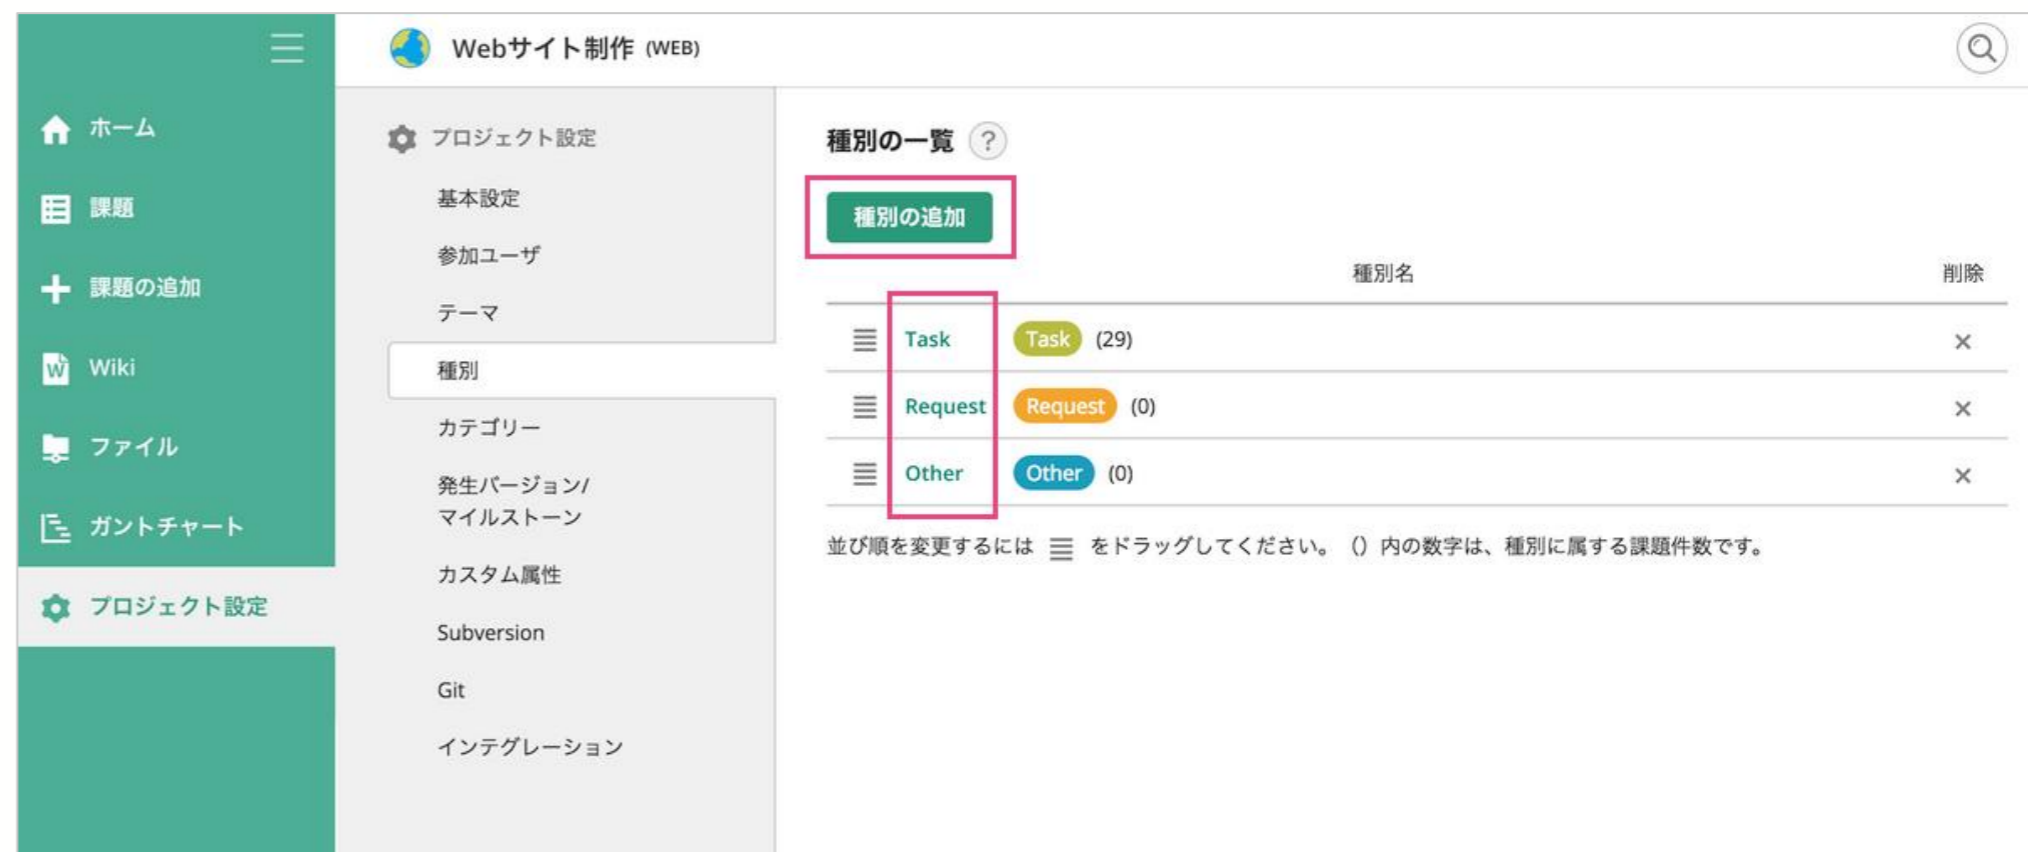 Webサイト制作 (WEB)
ホーム
課題
課題の追加
Wiki
ファイル
ガントチャート
プロジェクト設定
プロジェクト設定
基本設定
参加ユーザ
テーマ
種別
カテゴリー
発生バージョン/
マイルストーン
カスタム属性
Subversion
Git
インテグレーション
種別の一覧 ?
種別の追加
種別名 削除
Task Task (29) ×
Request Request (0) ×
Other Other (0) ×
並び順を変更するには をドラッグしてください。 () 内の数字は、種別に属する課題件数です。